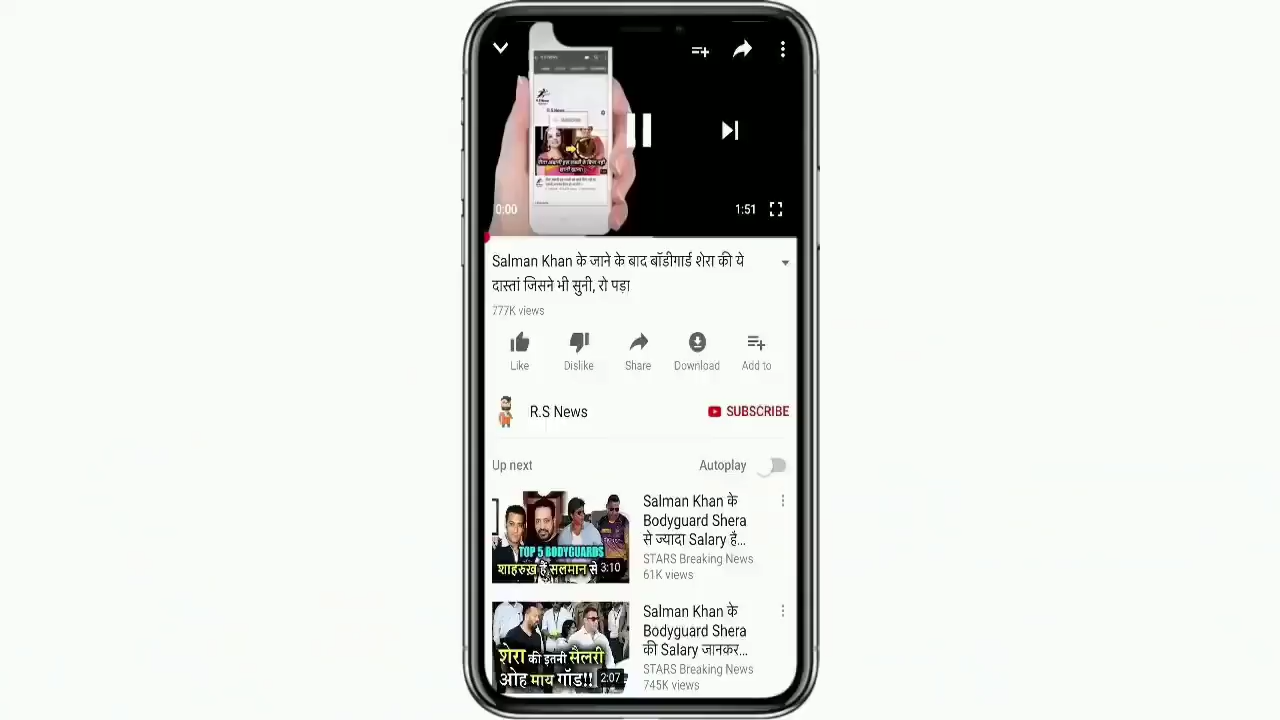 R.S News
0:00
1:51
Salman Khan के जाने के बाद बॉडीगार्ड शेरा की ये
दास्तां जिसने भी सुनी, रो पड़ा
777K views
Like
Dislike
Share
Download
Add to
R.S News
SUBSCRIBE
Up next
Autoplay
TOP 5 BODYGUARDS
शाहरुख़ हैं सलमान से
3:10
Salman Khan के
Bodyguard Shera
से ज्यादा Salary है...
STARS Breaking News
61K views
शेरा की इतनी सैलरी
ओह माय गॉड!!
2:07
Salman Khan के
Bodyguard Shera
की Salary जानकर...
STARS Breaking News
745K views